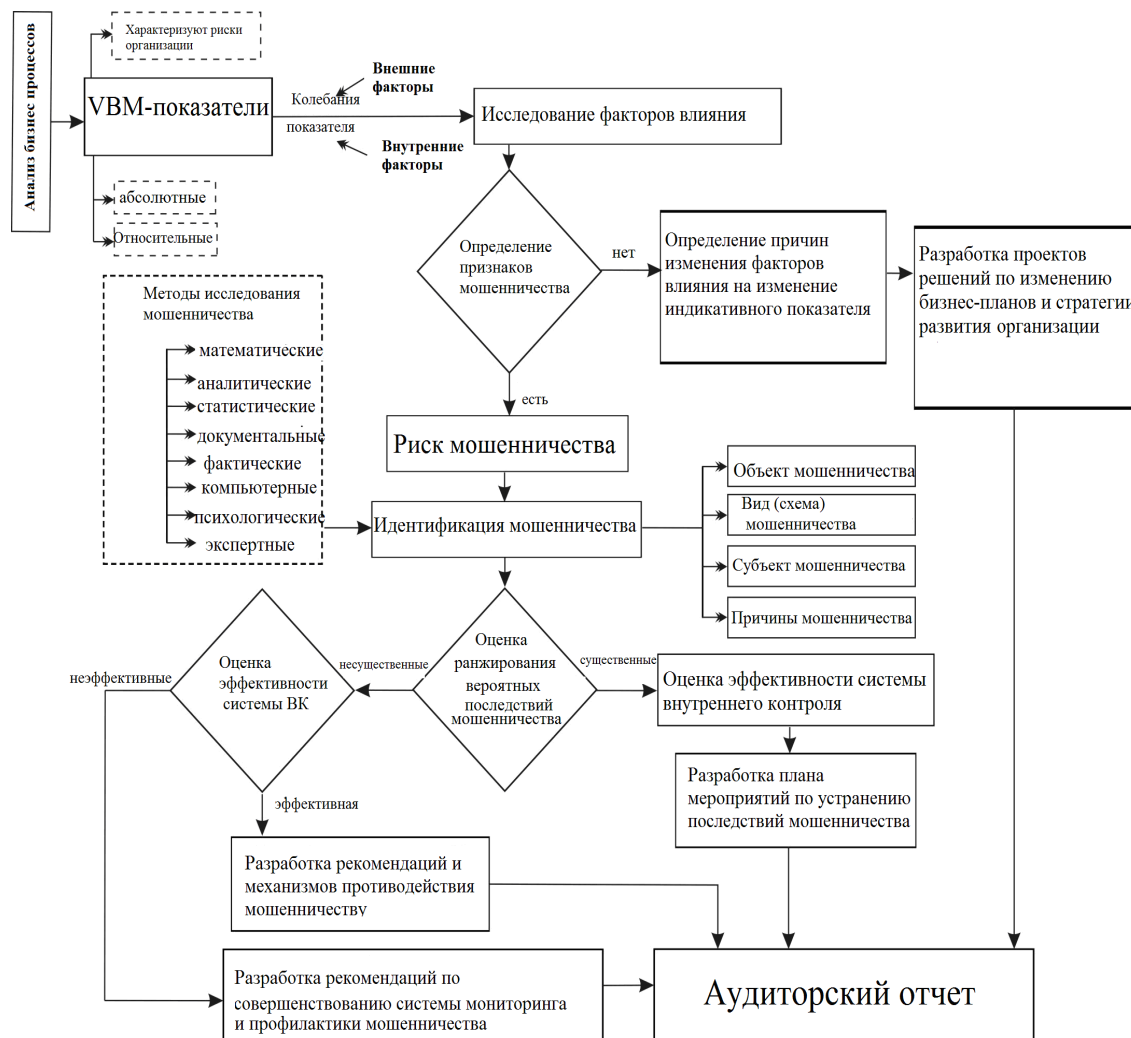 Анализ бизнес процессов
Характеризуют риски
организации
VBM-показатели
абсолютные
Относительные
Колебания
показателя
Внешние
факторы
Внутренние
факторы
Исследование факторов влияния
Определение
признаков
мошенничества
нет
Определение причин
изменения факторов
влияния на изменение
индикативного показателя
Разработка проектов
решений по изменению
бизнес-планов и стратегии
развития организации
есть
Методы исследования
мошенничества
математические
аналитические
статистические
документальные
фактические
компьютерные
психологические
экспертные
Риск мошенничества
Идентификация мошенничества
Объект мошенничества
Вид (схема)
мошенничества
Субъект мошенничества
Причины мошенничества
Оценка
ранжирования
вероятных
последствий
мошенничества
несущественные
существенные
Оценка
эффективности
системы ВК
неэффективные
эффективная
Оценка эффективности системы
внутреннего контроля
Разработка плана
мероприятий по устранению
последствий мошенничества
Разработка рекомендаций и
механизмов противодействия
мошенничеству
Разработка рекомендаций по
совершенствованию системы мониторинга
и профилактики мошенничества
Аудиторский отчет